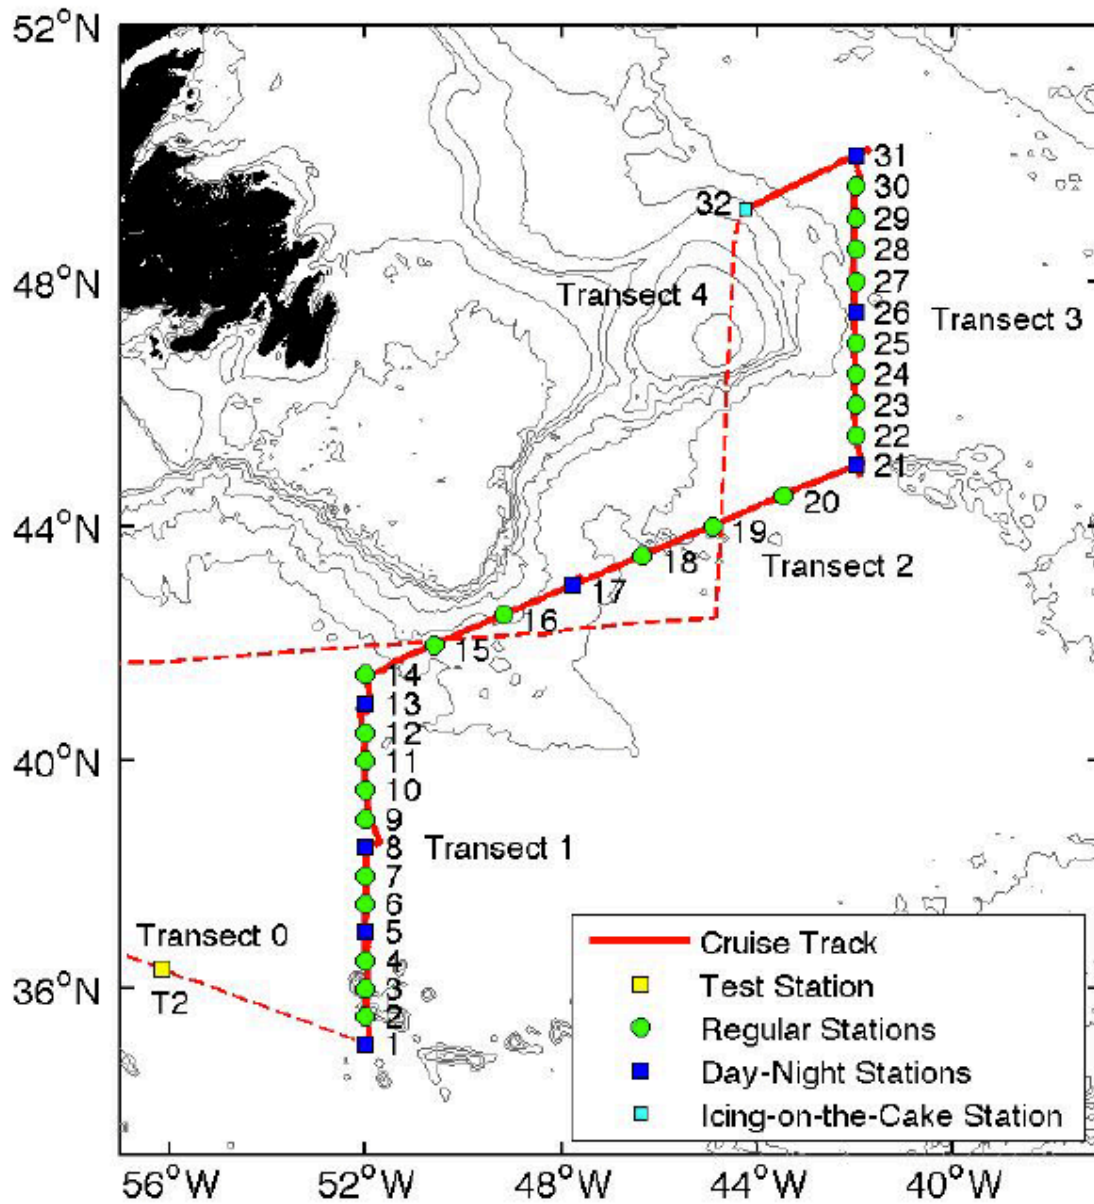 52°N
48°N
44°N
40°N
36°N
31
30
32
29
28
27
Transect 4
26
Transect 3
25
24
23
22
21
20
19
18
Transect 2
17
16
15
14
13
12
11
10
9
8
Transect 1
7
6
5
Transect 0
4
T2
3
2
1
Cruise Track
Test Station
Regular Stations
Day-Night Stations
Icing-on-the-Cake Station
56°W
52°W
48°W
44°W
40°W